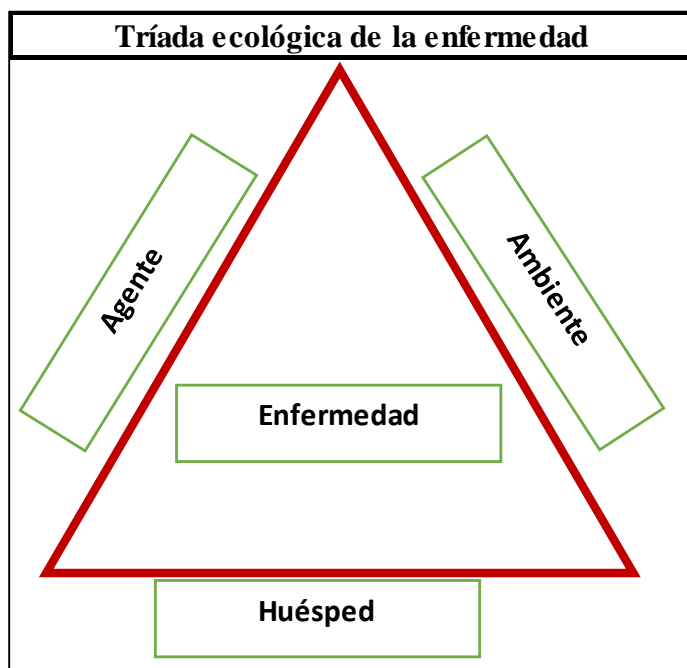 Tríada ecológica de la enfermedad
Agente
Ambiente
Enfermedad
Huésped